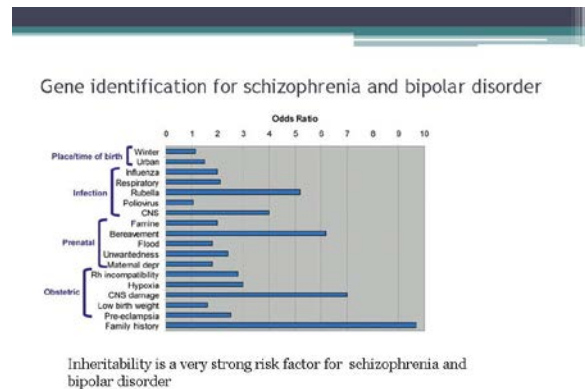 Gene identification for schizophrenia and bipolar disorder
Odds Ratio
0 1 2 3 4 5 6 7 8 9 10
Place/time of birth
Winter
Urban
Infection
Influenza
Respiratory
Rubella
Poliovirus
CNS
Prenatal
Famine
Bereavement
Flood
Unwantedness
Maternal depr
Obstetric
Rh incompatibility
Hypoxia
CNS damage
Low birth weight
Pre-eclampsia
Family history
Inheritability is a very strong risk factor for schizophrenia and
bipolar disorder